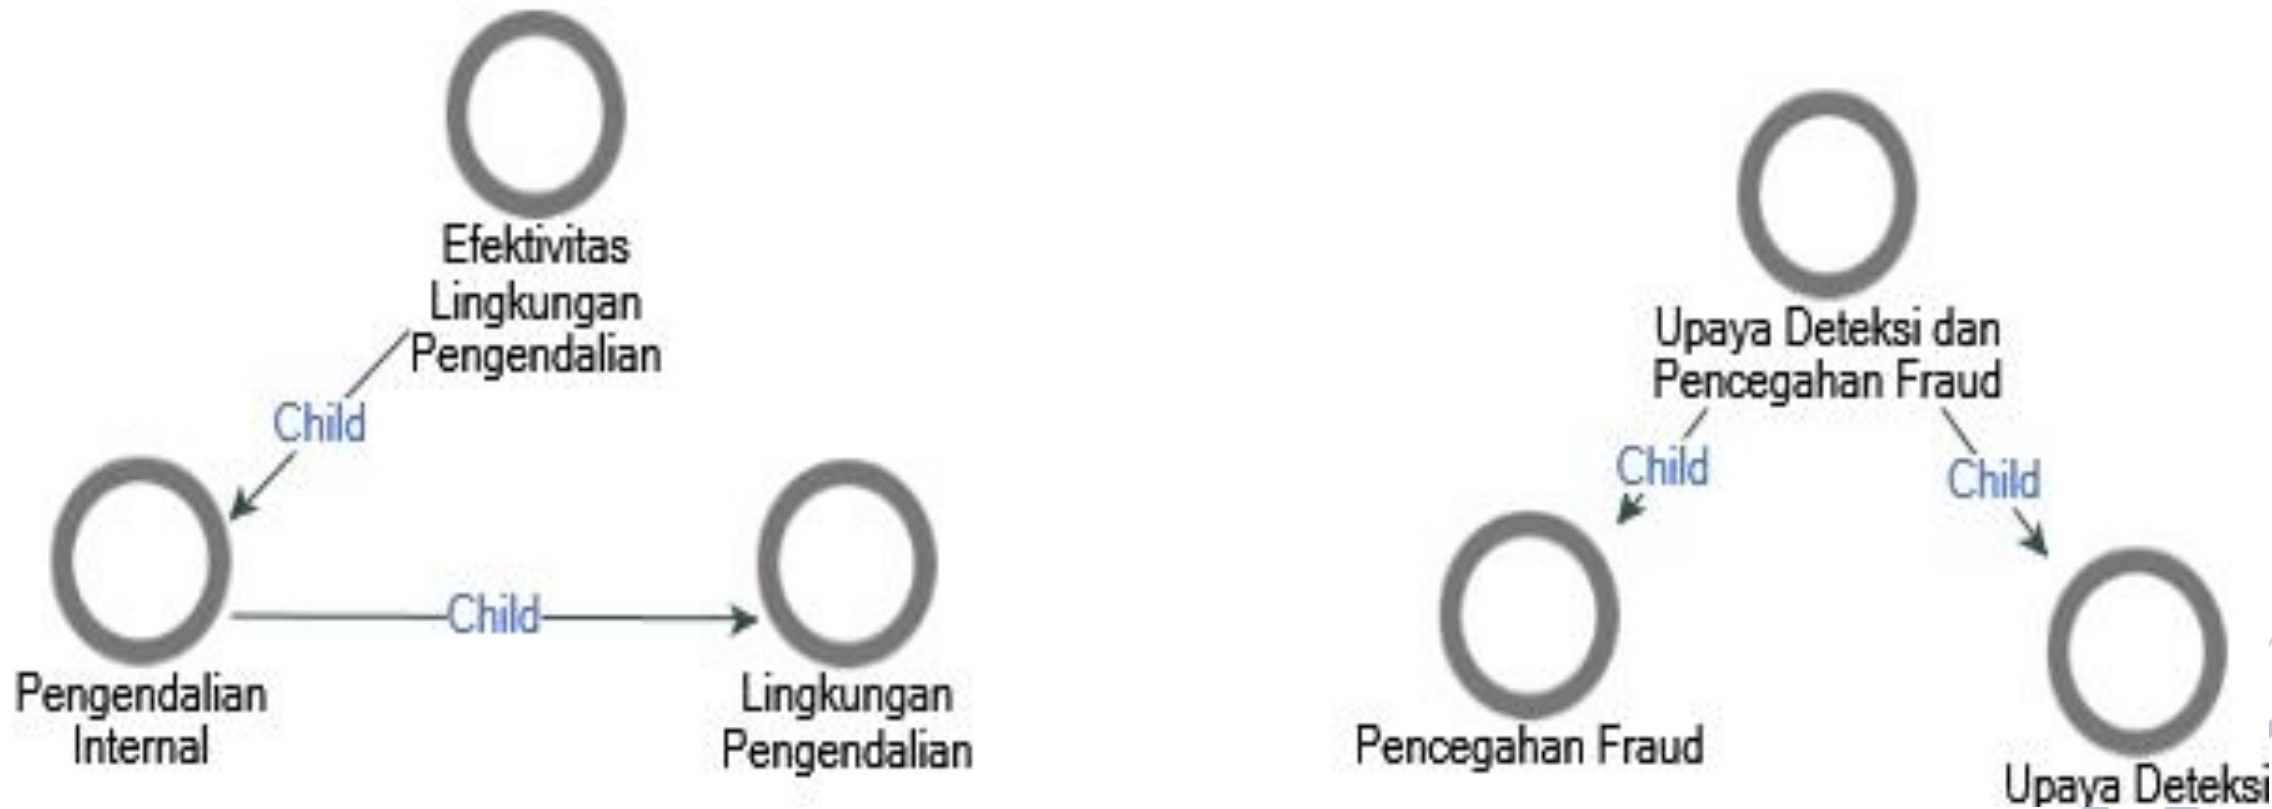 Efektivitas
Lingkungan
Pengendalian
Child
Pengendalian
Internal
Child
Lingkungan
Pengendalian
Upaya Deteksi dan
Pencegahan Fraud
Child
Child
Pencegahan Fraud
Upaya Deteksi